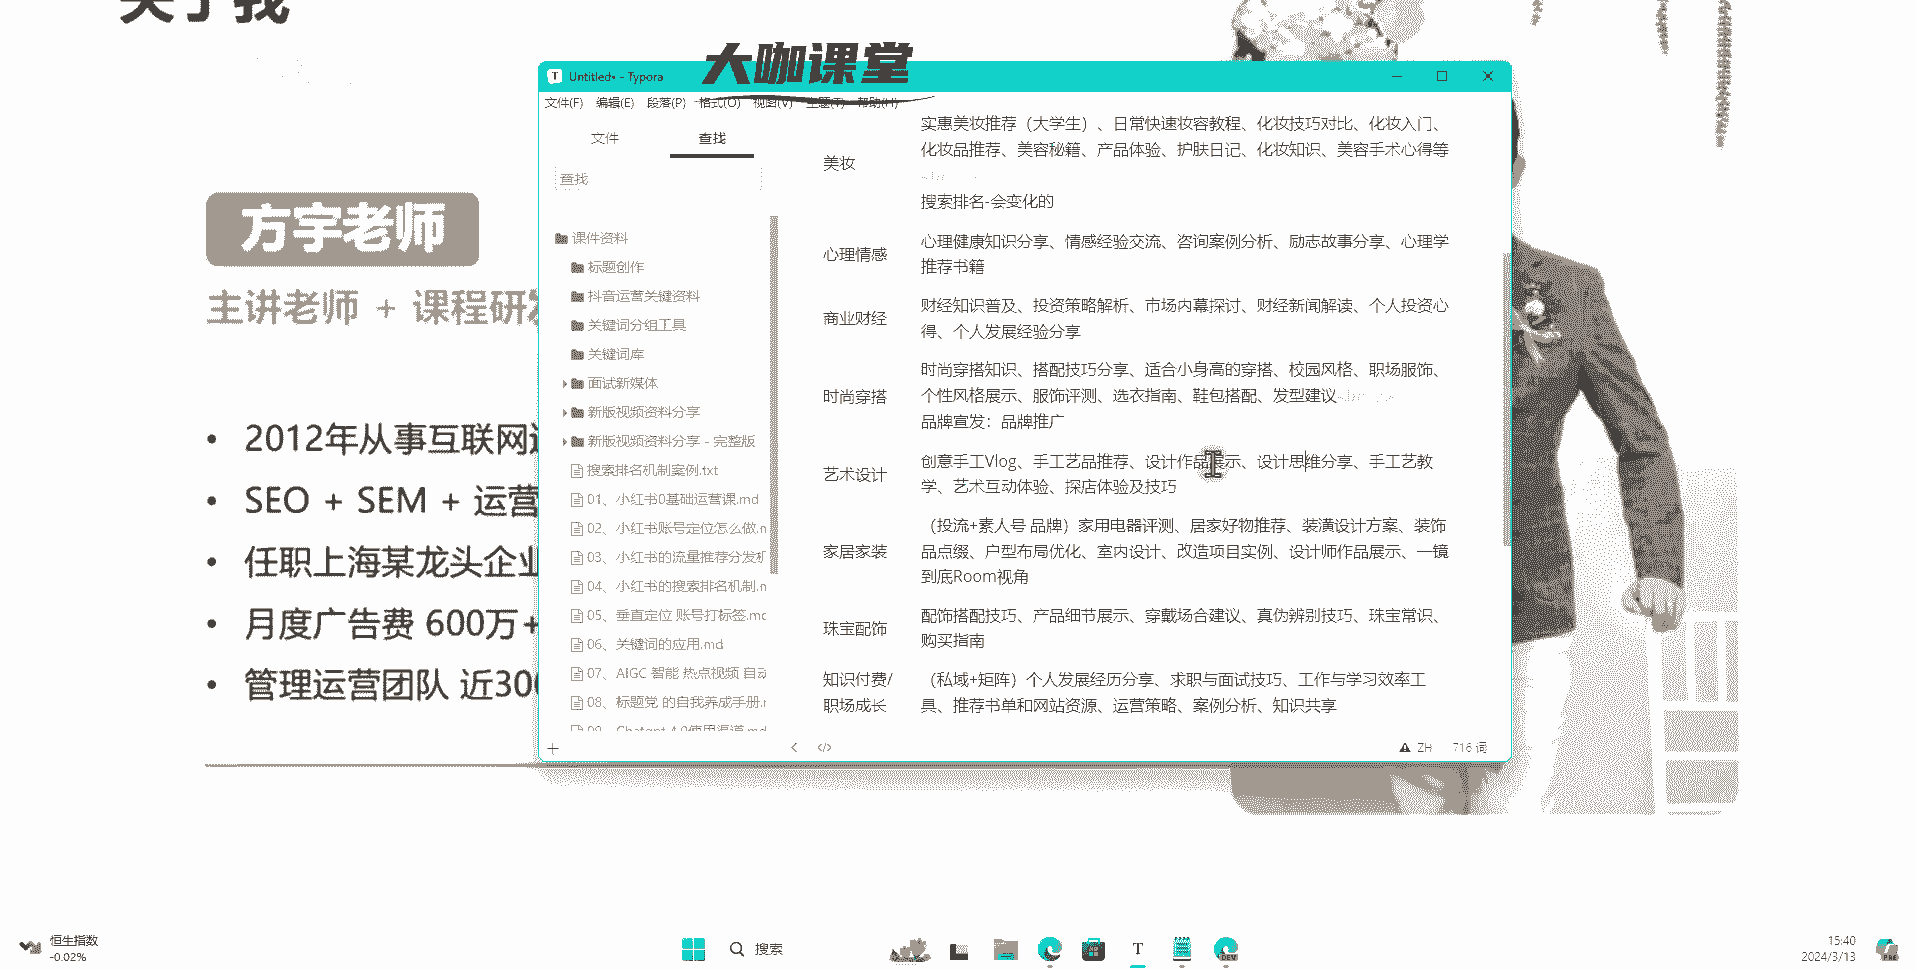 关于我
大咖课堂
Untitled• - Typora
文件(F) 编辑(E) 段落(P) 格式(O) 视图(V) 主题(T) 帮助(H)
文件 查找
查找
课件资料
标题创作
抖音运营关键资料
关键词分组工具
关键词库
面试新媒体
新版视频资料分享
新版视频资料分享 - 完整版
搜索排名机制案例.txt
01、小红书0基础运营课.md
02、小红书账号定位怎么做.m
03、小红书的流量推荐分发机
04、小红书的搜索排名机制.m
05、垂直定位 账号打标签.mc
06、关键词的应用.md
07、AIGC 智能 热点视频 自动
08、标题党 的自我养成手册.r
09、Chatgpt 4.0使用渠道.md
美妆
实惠美妆推荐（大学生）、日常快速妆容教程、化妆技巧对比、化妆入门、
化妆品推荐、美容秘籍、产品体验、护肤日记、化妆知识、美容手术心得等
搜索排名-会变化的
心理情感
心理健康知识分享、情感经验交流、咨询案例分析、励志故事分享、心理学
推荐书籍
商业财经
财经知识普及、投资策略解析、市场内幕探讨、财经新闻解读、个人投资心
得、个人发展经验分享
时尚穿搭
时尚穿搭知识、搭配技巧分享、适合小身高的穿搭、校园风格、职场服饰、
个性风格展示、服饰评测、选衣指南、鞋包搭配、发型建议
品牌宣发：品牌推广
艺术设计
创意手工Vlog、手工艺品推荐、设计作品展示、设计思维分享、手工艺教
学、艺术互动体验、探店体验及技巧
家居家装
（投流+素人号 品牌）家用电器评测、居家好物推荐、装潢设计方案、装饰
品点缀、户型布局优化、室内设计、改造项目实例、设计师作品展示、一镜
到底Room视角
珠宝配饰
配饰搭配技巧、产品细节展示、穿戴场合建议、真伪辨别技巧、珠宝常识、
购买指南
知识付费/
职场成长
（私域+矩阵）个人发展经历分享、求职与面试技巧、工作与学习效率工
具、推荐书单和网站资源、运营策略、案例分析、知识共享
ZH 716 词
方宇老师
主讲老师 + 课程研发
• 2012年从事互联网
• SEO + SEM + 运营
• 任职上海某龙头企业
• 月度广告费 600万+
• 管理运营团队 近300
恒生指数
-0.02%
搜索
DEV
15:40
2024/3/13
PRE